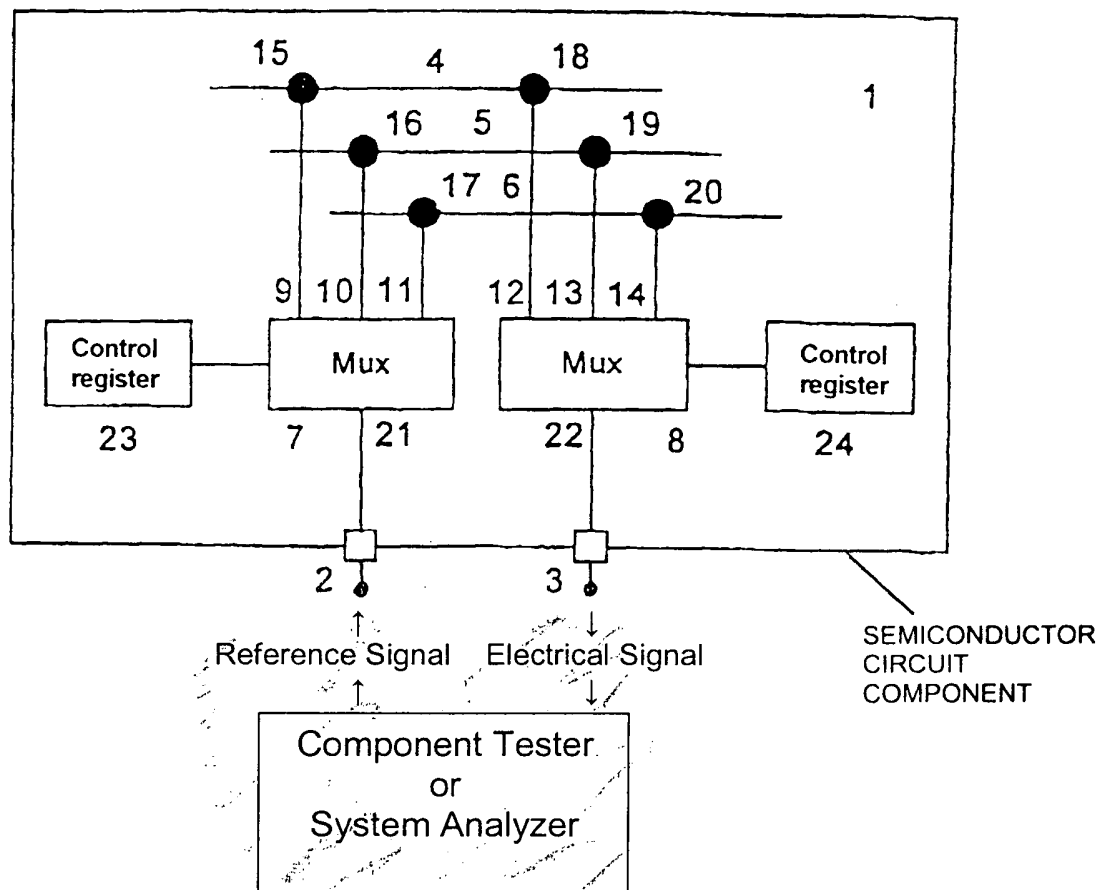 15
4
18
1
16
5
19
17
6
20
9
10
11
12
13
14
Control
register
Mux
Mux
Control
register
23
7
21
22
8
24
2
3
Reference Signal
Electrical Signal
SEMICONDUCTOR
CIRCUIT
COMPONENT
Component Tester
or
System Analyzer